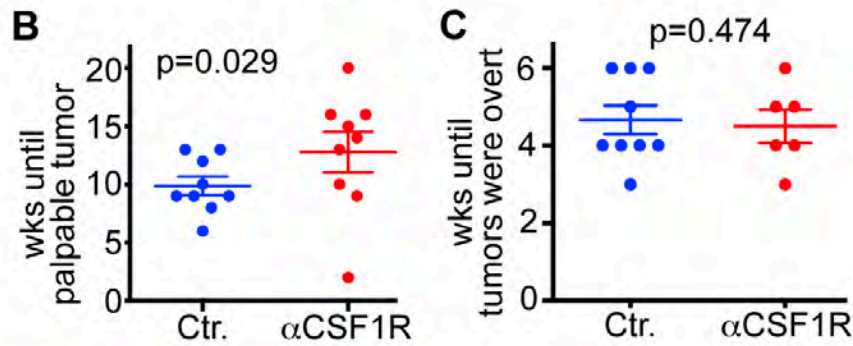 B
p=0.029
wks until
palpable tumor
20
15
10
5
0
Ctr.
αCSF1R
C
p=0.474
wks until
tumors were overt
6
4
2
0
Ctr.
αCSF1R